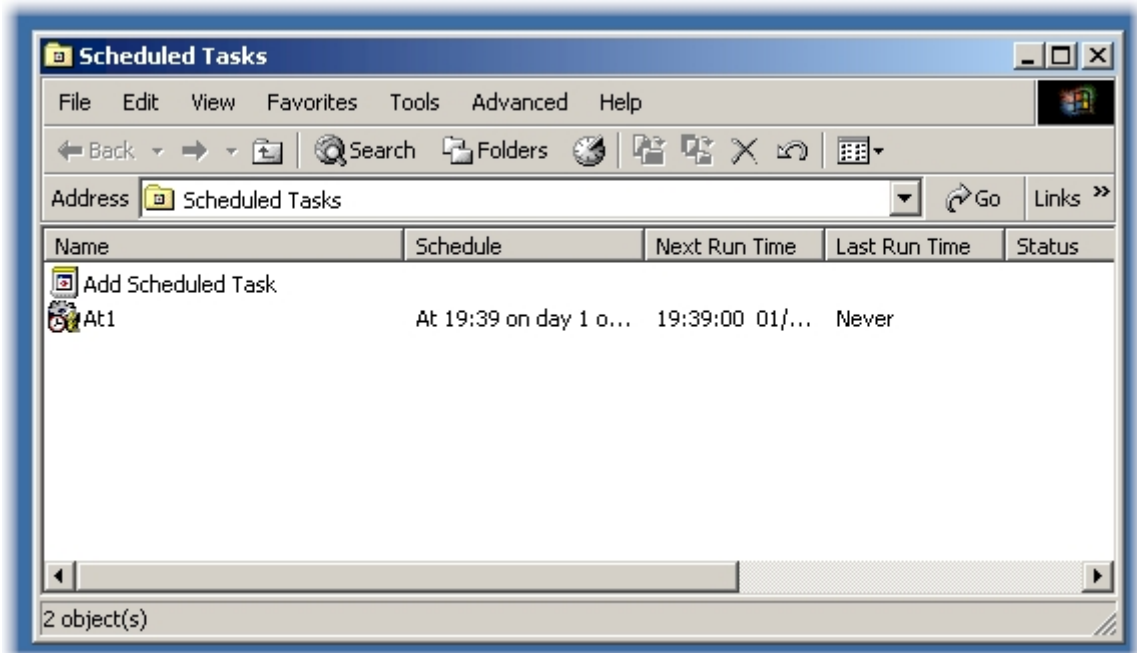 Scheduled Tasks
File Edit View Favorites Tools Advanced Help
Back Search Folders
Address Scheduled Tasks Go Links »
Name Schedule Next Run Time Last Run Time Status
Add Scheduled Task
At1 At 19:39 on day 1 o... 19:39:00 01/... Never
2 object(s)